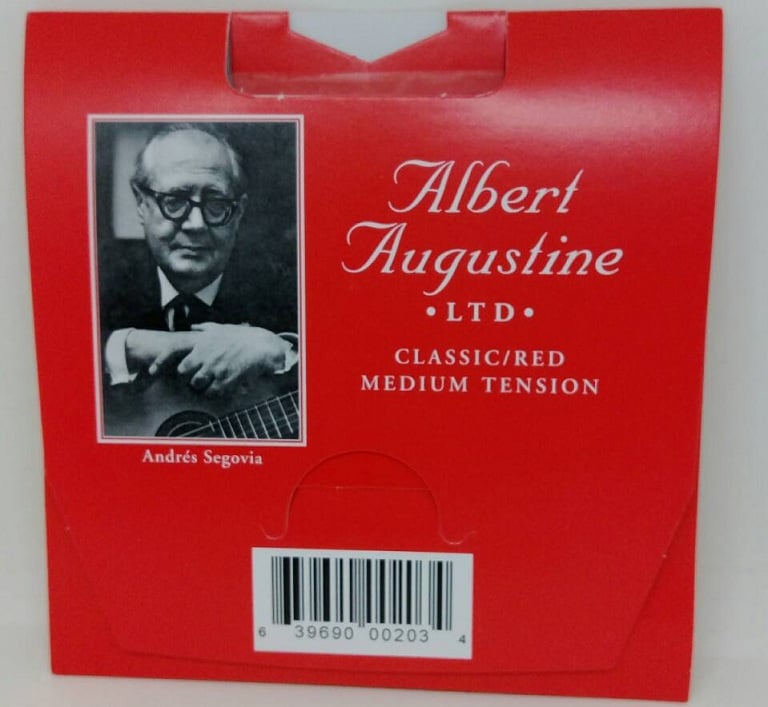 Albert
Augustine
• LTD •
CLASSIC/RED
MEDIUM TENSION
Andrés Segovia
6 39690 00203 4